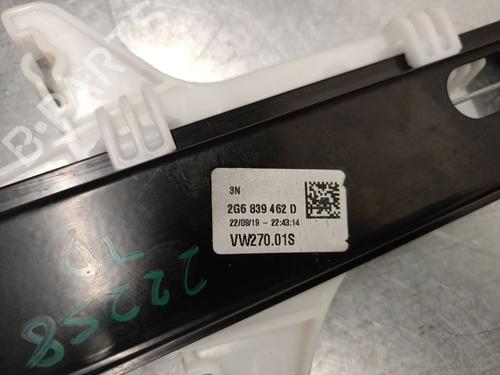 B-PARTS
3N
2G6 839 462 D
22/09/19 - 22:43:14
VW270.01S
22258
TD